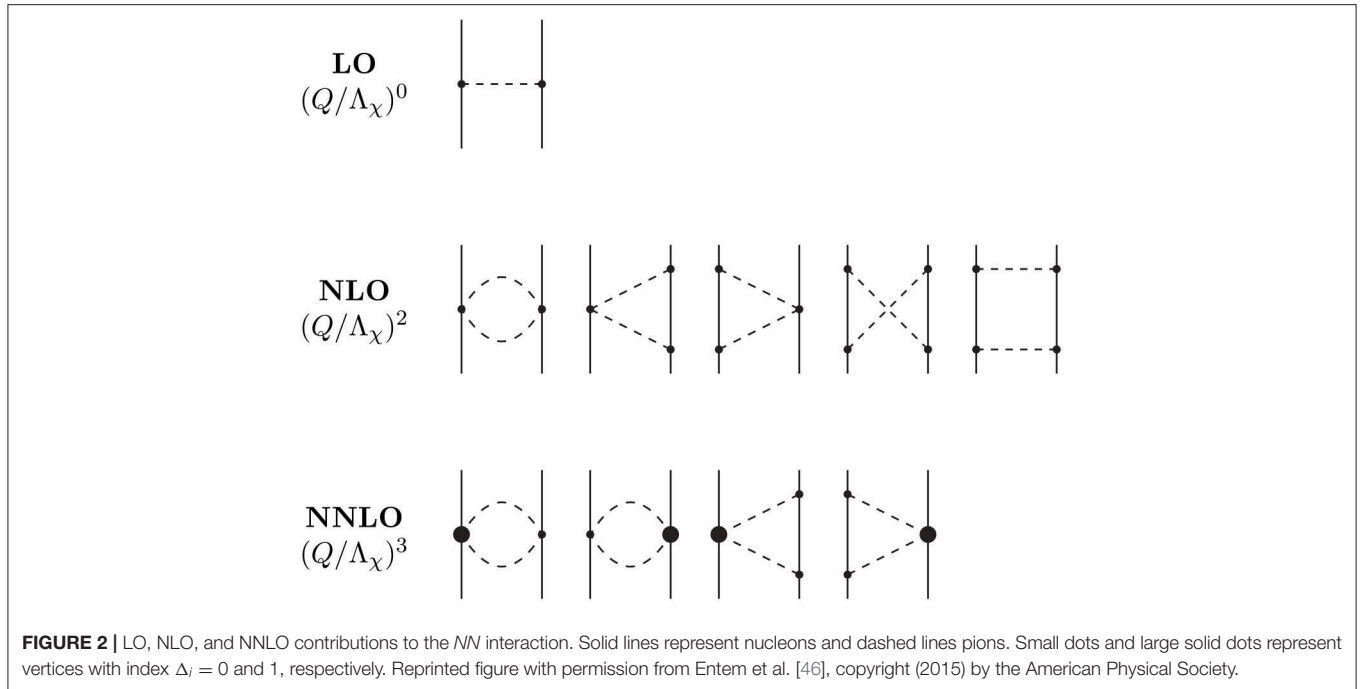 LO
(Q/Λχ)^0
NLO
(Q/Λχ)^2
NNLO
(Q/Λχ)^3
FIGURE 2 | LO, NLO, and NNLO contributions to the NN interaction. Solid lines represent nucleons and dashed lines pions. Small dots and large solid dots represent
vertices with index Δi = 0 and 1, respectively. Reprinted figure with permission from Entem et al. [46], copyright (2015) by the American Physical Society.